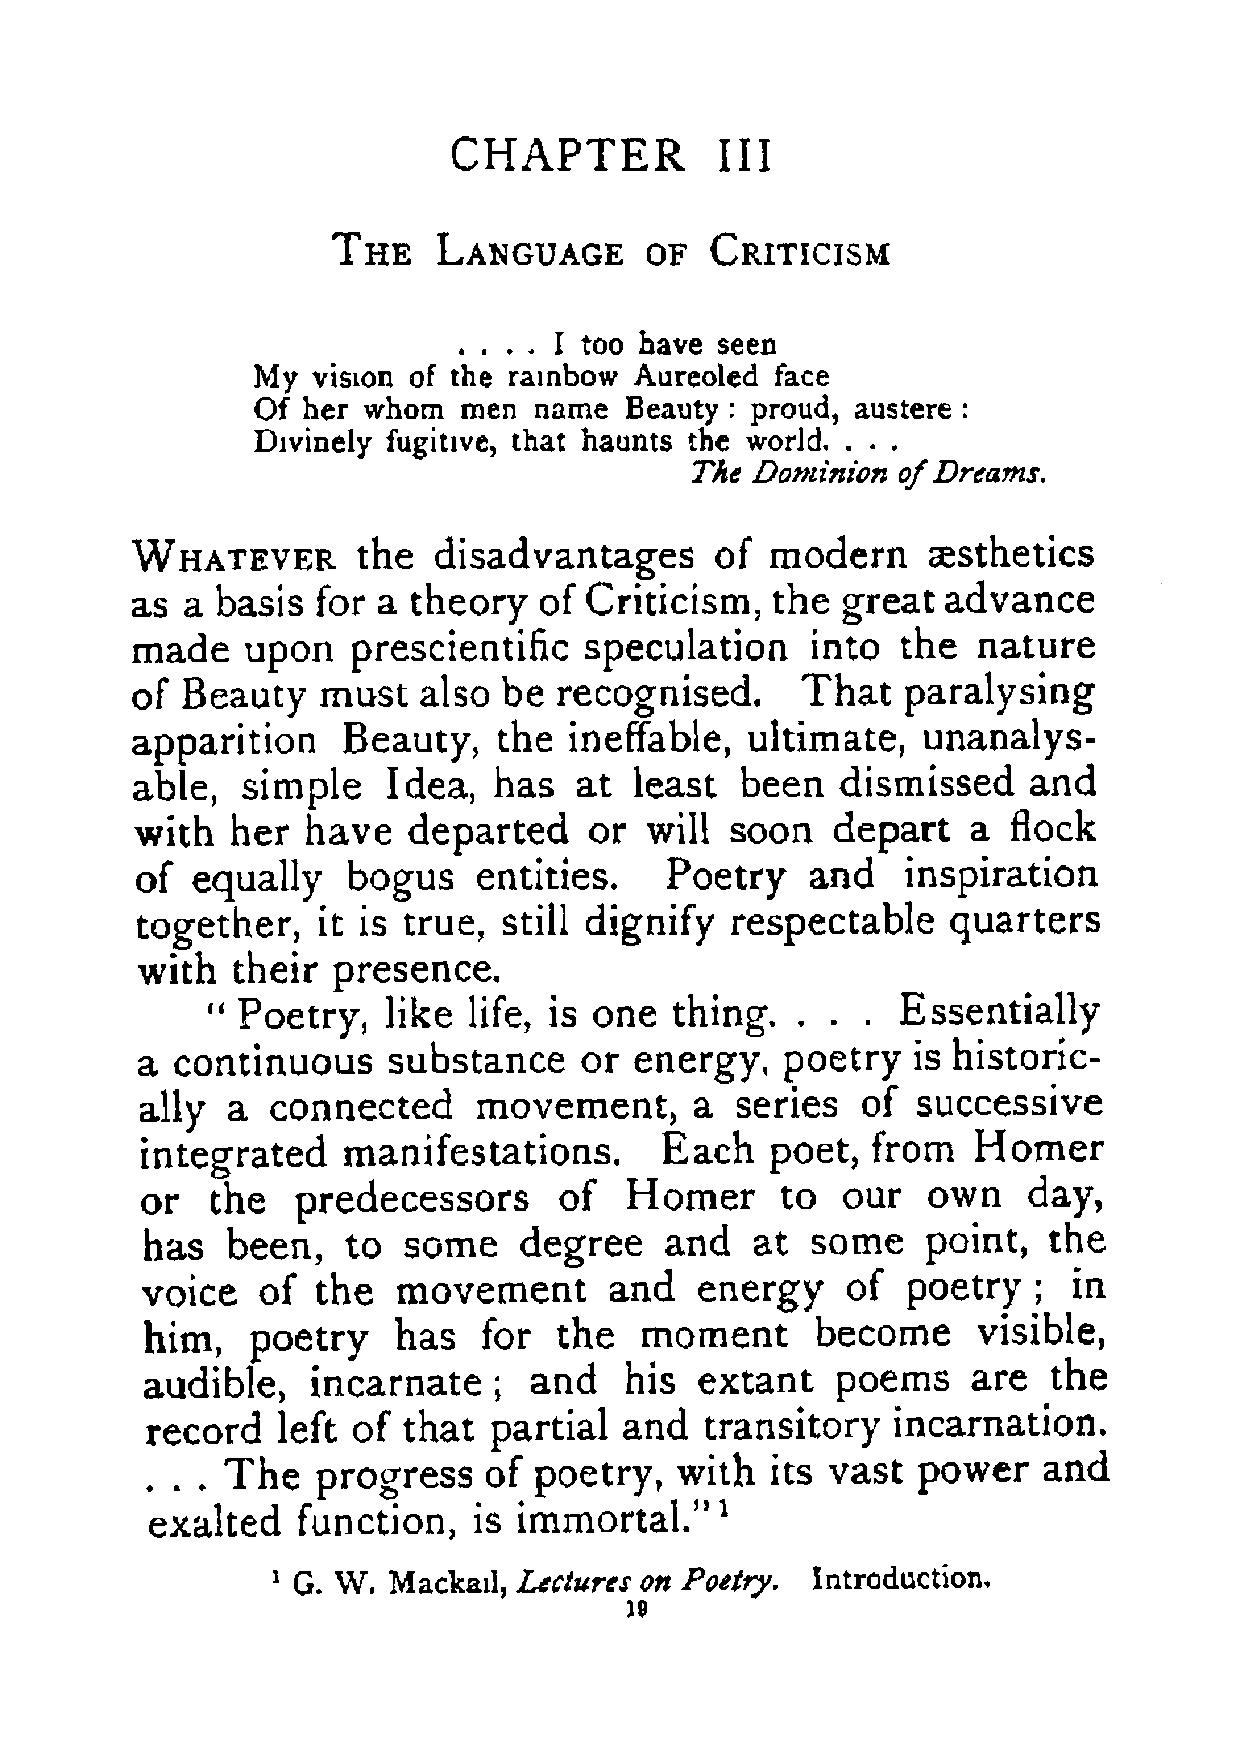 CHAPTER III
THE LANGUAGE OF CRITICISM
. . . . I too have seen
My vision of the rainbow Aureoled face
Of her whom men name Beauty : proud, austere :
Divinely fugitive, that haunts the world. . . .
The Dominion of Dreams.
WHATEVER the disadvantages of modern æsthetics
as a basis for a theory of Criticism, the great advance
made upon prescientific speculation into the nature
of Beauty must also be recognised. That paralysing
apparition Beauty, the ineffable, ultimate, unanalys-
able, simple Idea, has at least been dismissed and
with her have departed or will soon depart a flock
of equally bogus entities. Poetry and inspiration
together, it is true, still dignify respectable quarters
with their presence.
" Poetry, like life, is one thing. . . . Essentially
a continuous substance or energy, poetry is historic-
ally a connected movement, a series of successive
integrated manifestations. Each poet, from Homer
or the predecessors of Homer to our own day,
has been, to some degree and at some point, the
voice of the movement and energy of poetry ; in
him, poetry has for the moment become visible,
audible, incarnate ; and his extant poems are the
record left of that partial and transitory incarnation.
. . . The progress of poetry, with its vast power and
exalted function, is immortal." ¹
¹ G. W. Mackail, Lectures on Poetry. Introduction.
19